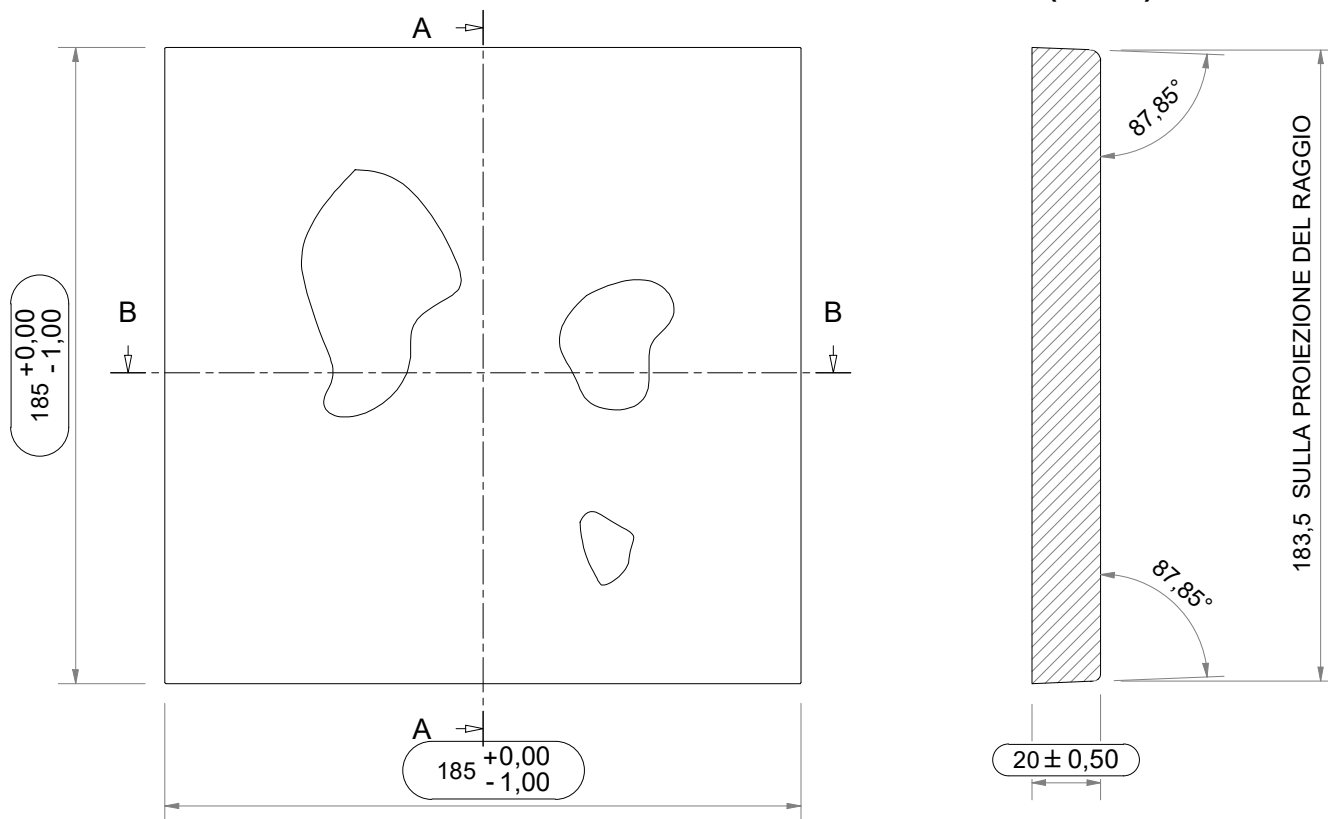 A
B
B
A
185 +0,00
- 1,00
185 +0,00
- 1,00
87,85°
87,85°
183,5 SULLA PROIEZIONE DEL RAGGIO
20 ± 0,50